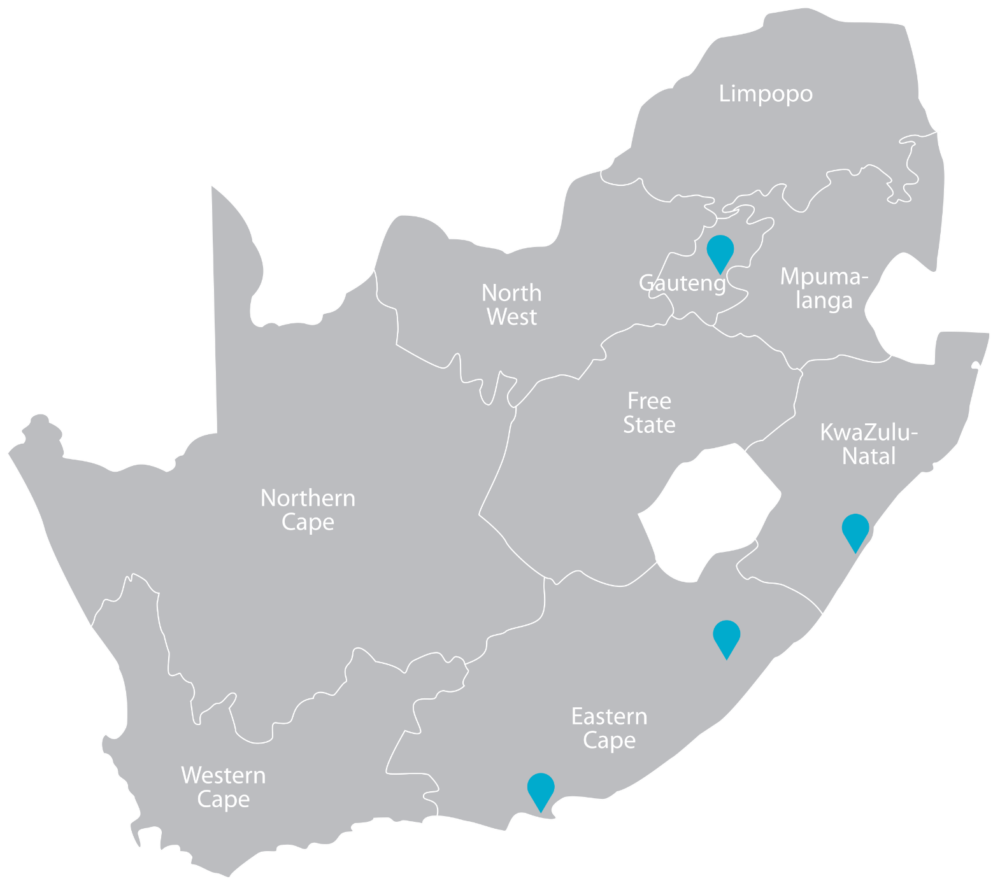 Limpopo
North
West
Gauteng
Mpuma-
langa
Free
State
KwaZulu-
Natal
Northern
Cape
Eastern
Cape
Western
Cape